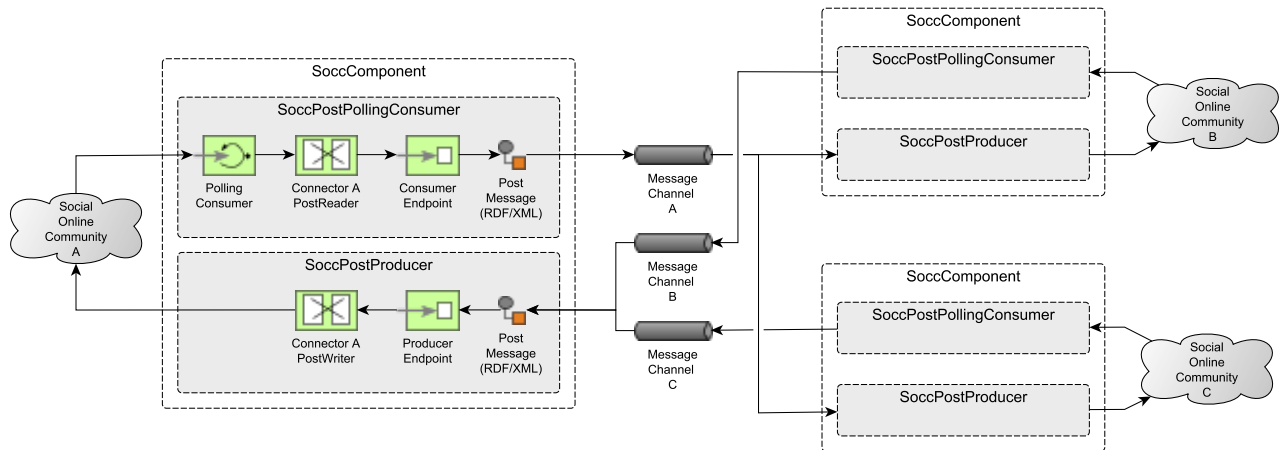 SoccComponent
SoccPostPollingConsumer
Polling
Consumer
Connector A
PostReader
Consumer
Endpoint
Post
Message
(RDF/XML)
SoccPostProducer
Connector A
PostWriter
Producer
Endpoint
Post
Message
(RDF/XML)
Social
Online
Community
A
Message
Channel
A
Message
Channel
B
Message
Channel
C
SoccComponent
SoccPostPollingConsumer
SoccPostProducer
Social
Online
Community
B
SoccComponent
SoccPostPollingConsumer
SoccPostProducer
Social
Online
Community
C